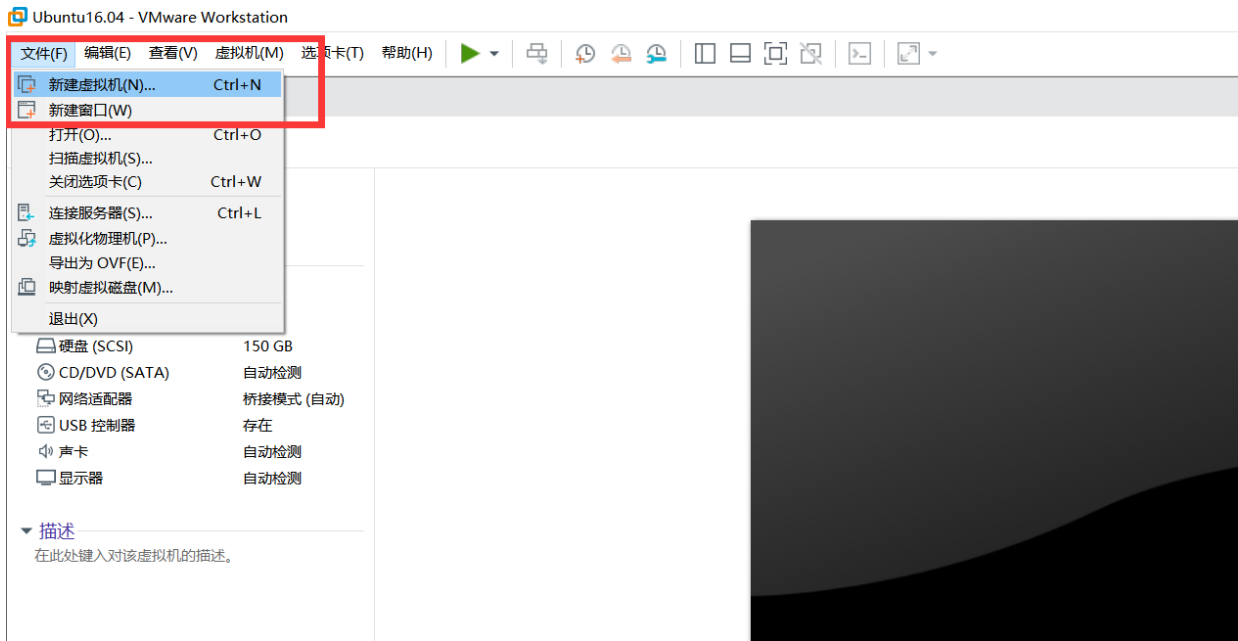 Ubuntu16.04 - VMware Workstation
文件(F) 编辑(E) 查看(V) 虚拟机(M) 选项卡(T) 帮助(H)
新建虚拟机(N)... Ctrl+N
新建窗口(W)
打开(O)... Ctrl+O
扫描虚拟机(S)...
关闭选项卡(C) Ctrl+W
连接服务器(S)... Ctrl+L
虚拟化物理机(P)...
导出为 OVF(E)...
映射虚拟磁盘(M)...
退出(X)
硬盘 (SCSI) 150 GB
CD/DVD (SATA) 自动检测
网络适配器 桥接模式 (自动)
USB 控制器 存在
声卡 自动检测
显示器 自动检测
描述
在此处键入对该虚拟机的描述。